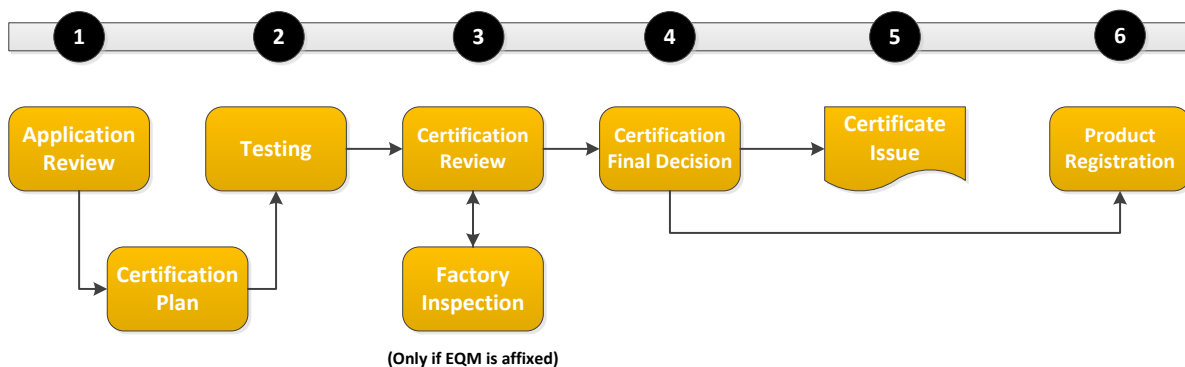 1
2
3
4
5
6
Application
Review
Testing
Certification
Review
Certification
Final Decision
Certificate
Issue
Product
Registration
Certification
Plan
Factory
Inspection
(Only if EQM is affixed)